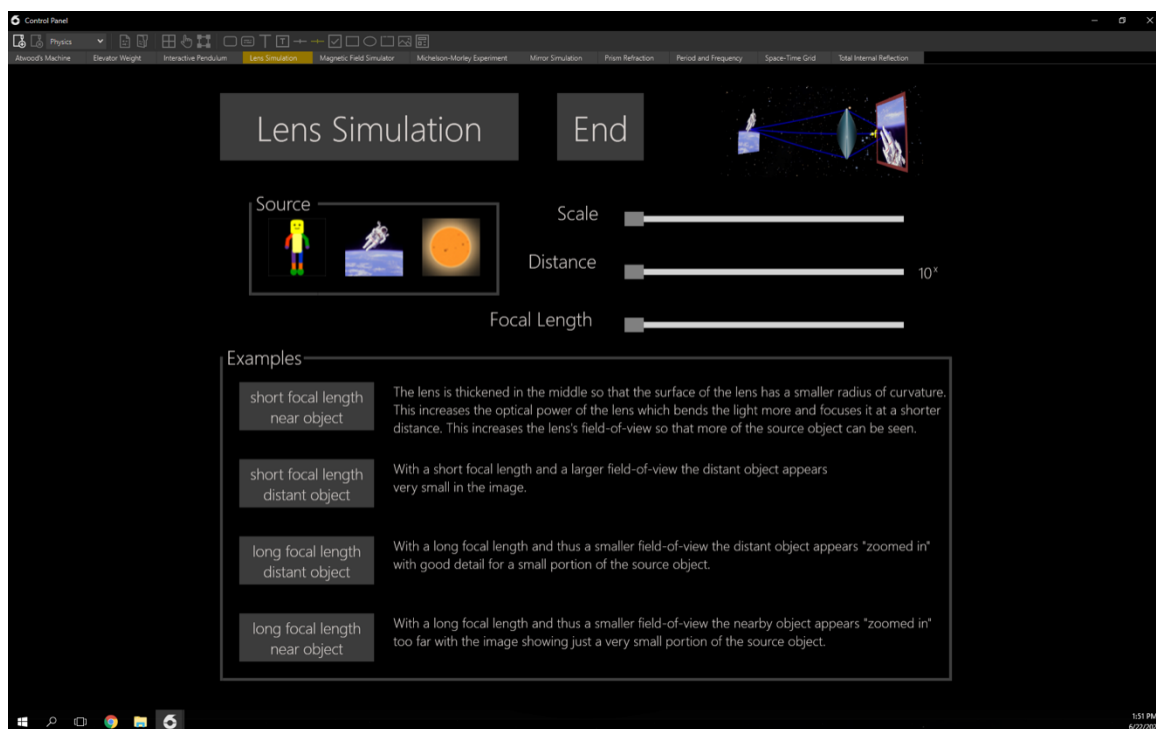 Control Panel
Physics
Atwood's Machine Elevator Weight Interactive Pendulum Lens Simulation Magnetic Field Simulator Michelson-Morley Experiment Mirror Simulation Prism Refraction Period and Frequency Space-Time Grid Total Internal Reflection
Lens Simulation End
Source
Scale
Distance 10ˣ
Focal Length
Examples
short focal length
near object
The lens is thickened in the middle so that the surface of the lens has a smaller radius of curvature.
This increases the optical power of the lens which bends the light more and focuses it at a shorter
distance. This increases the lens's field-of-view so that more of the source object can be seen.
short focal length
distant object
With a short focal length and a larger field-of-view the distant object appears
very small in the image.
long focal length
distant object
With a long focal length and thus a smaller field-of-view the distant object appears "zoomed in"
with good detail for a small portion of the source object.
long focal length
near object
With a long focal length and thus a smaller field-of-view the nearby object appears "zoomed in"
too far with the image showing just a very small portion of the source object.
1:51 PM